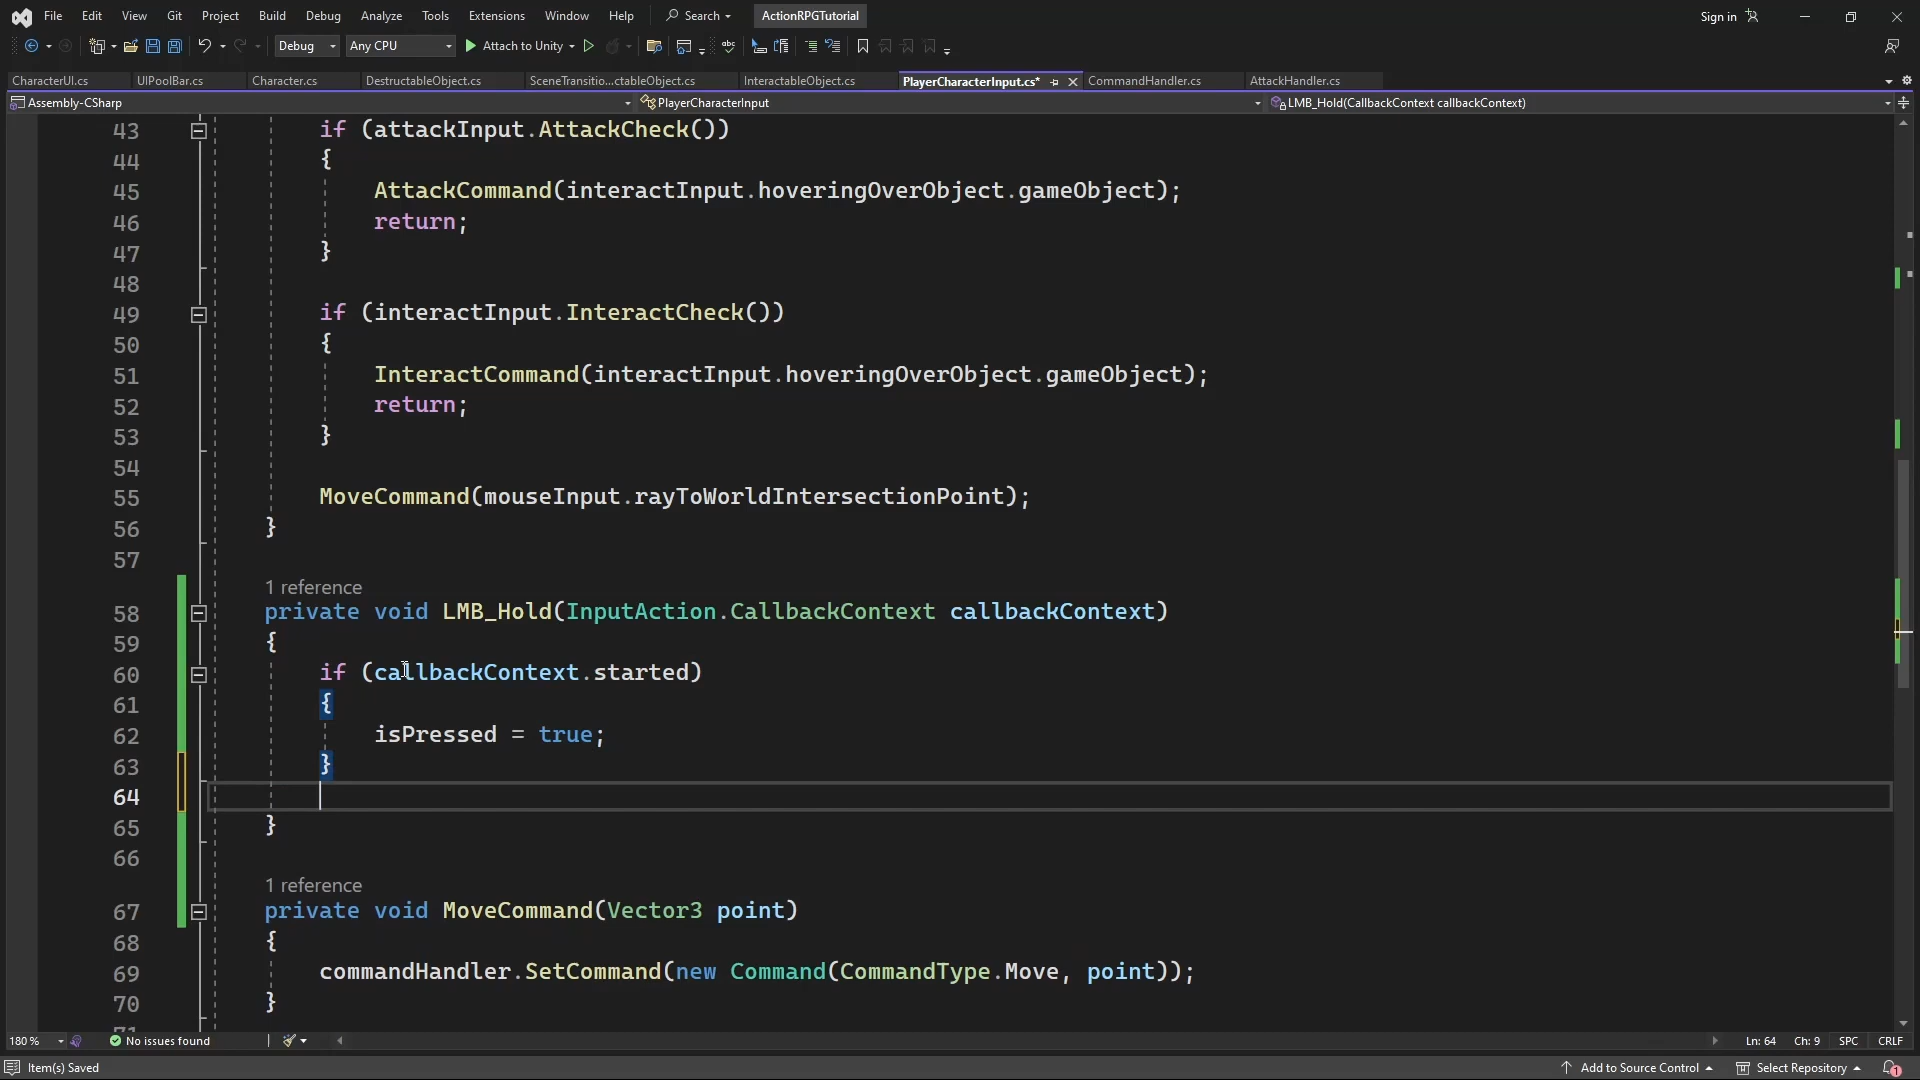 File Edit View Git Project Build Debug Analyze Tools Extensions Window Help Search ActionRPGTutorial Sign in
Debug Any CPU Attach to Unity
CharacterUI.cs UIPoolBar.cs Character.cs DestructableObject.cs SceneTransitio...ctableObject.cs InteractableObject.cs PlayerCharacterInput.cs* CommandHandler.cs AttackHandler.cs
Assembly-CSharp PlayerCharacterInput LMB_Hold(CallbackContext callbackContext)
43 if (attackInput.AttackCheck())
44 {
45 AttackCommand(interactInput.hoveringOverObject.gameObject);
46 return;
47 }
48
49 if (interactInput.InteractCheck())
50 {
51 InteractCommand(interactInput.hoveringOverObject.gameObject);
52 return;
53 }
54
55 MoveCommand(mouseInput.rayToWorldIntersectionPoint);
56 }
57
1 reference
58 private void LMB_Hold(InputAction.CallbackContext callbackContext)
59 {
60 if (callbackContext.started)
61 {
62 isPressed = true;
63 }
64
65 }
66
1 reference
67 private void MoveCommand(Vector3 point)
68 {
69 commandHandler.SetCommand(new Command(CommandType.Move, point));
70 }
71
180 % No issues found Ln: 64 Ch: 9 SPC CRLF
Item(s) Saved Add to Source Control Select Repository 1